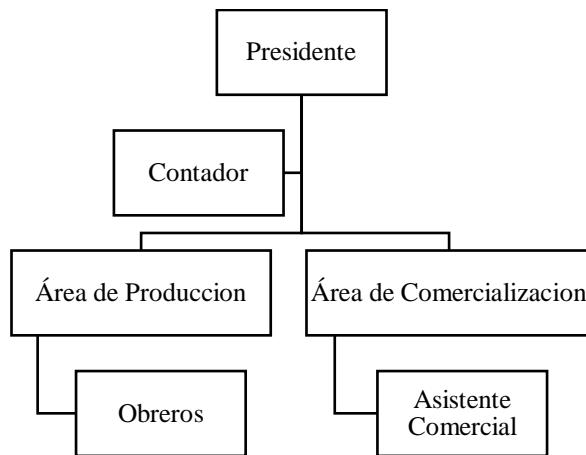 Presidente
Contador
Área de Produccion
Área de Comercializacion
Obreros
Asistente
Comercial